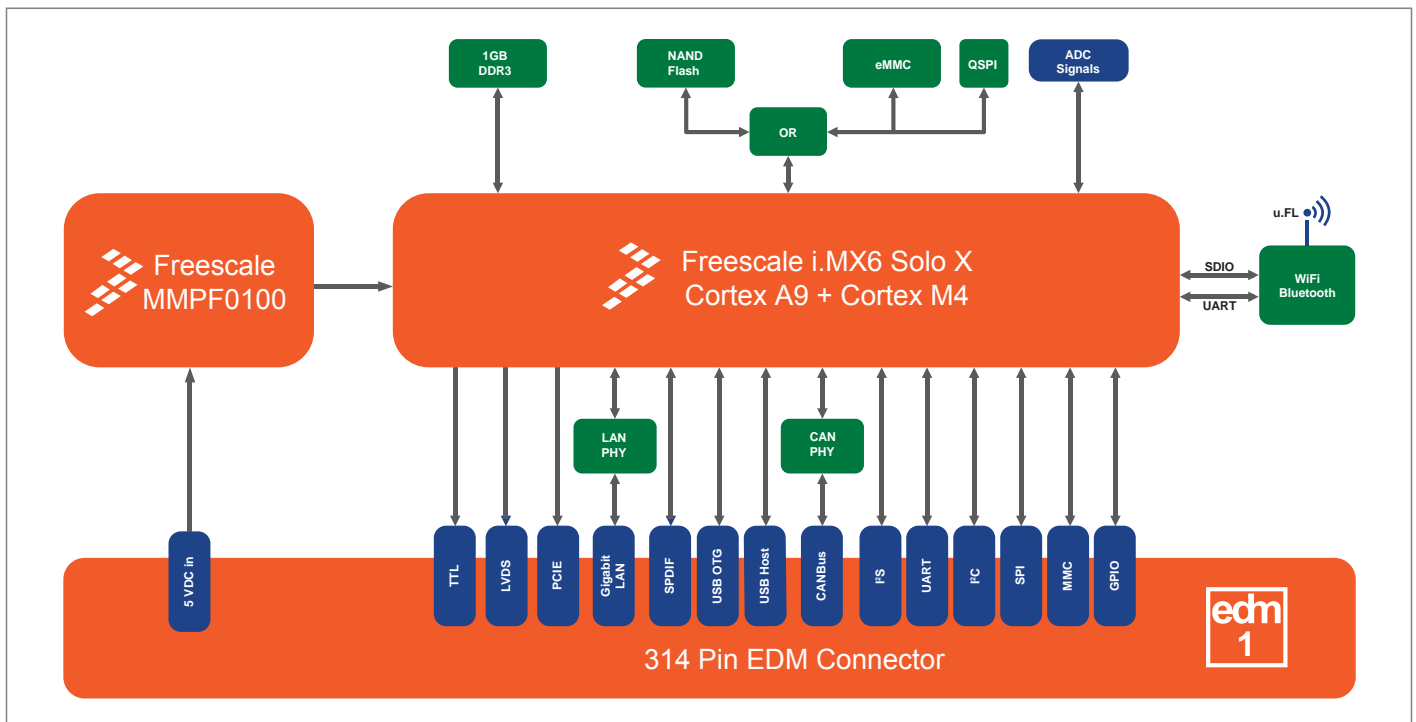 1GB
DDR3
NAND
Flash
eMMC
QSPI
ADC
Signals
OR
u.FL
Freescale
MMPF0100
Freescale i.MX6 Solo X
Cortex A9 + Cortex M4
SDIO
UART
WiFi
Bluetooth
LAN
PHY
CAN
PHY
5 VDC in
TTL
LVDS
PCIE
Gigabit
LAN
SPDIF
USB OTG
USB Host
CANBus
I²S
UART
I²C
SPI
MMC
GPIO
edm
1
314 Pin EDM Connector